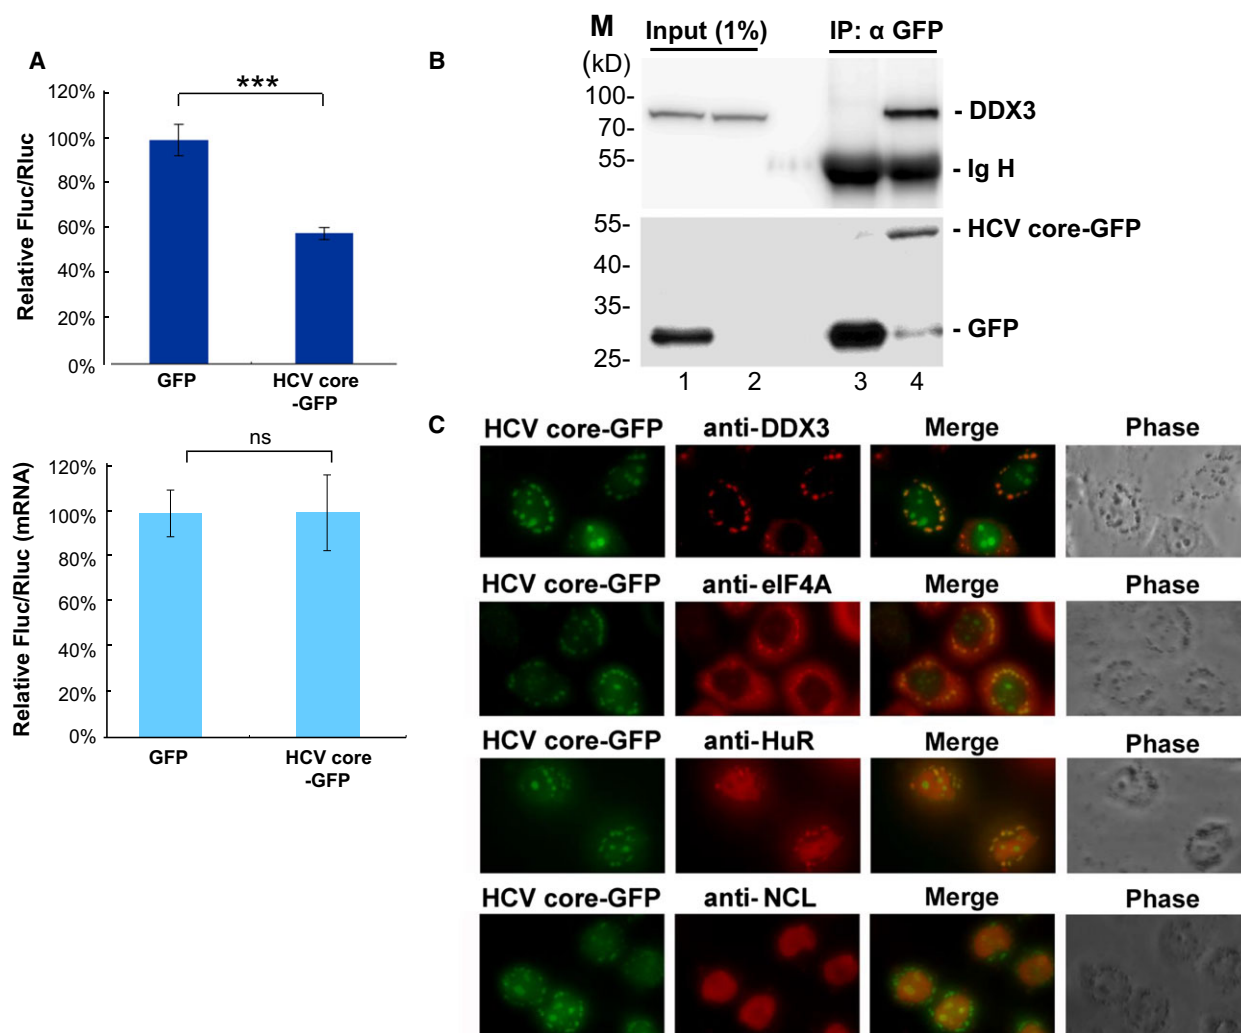 A
***
120%
100%
80%
60%
40%
20%
0%
Relative Fluc/Rluc
GFP
HCV core
-GFP
ns
120%
100%
80%
60%
40%
20%
0%
Relative Fluc/Rluc (mRNA)
GFP
HCV core
-GFP
B
M
(kD)
Input (1%)
IP: α GFP
100-
70-
55-
- DDX3
- Ig H
55-
40-
35-
25-
- HCV core-GFP
- GFP
1 2 3 4
C
HCV core-GFP anti-DDX3 Merge Phase
HCV core-GFP anti-eIF4A Merge Phase
HCV core-GFP anti-HuR Merge Phase
HCV core-GFP anti-NCL Merge Phase